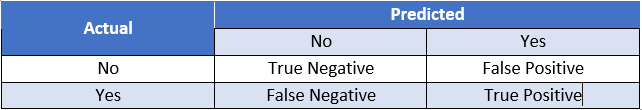 Actual Predicted
No Yes
No True Negative False Positive
Yes False Negative True Positive